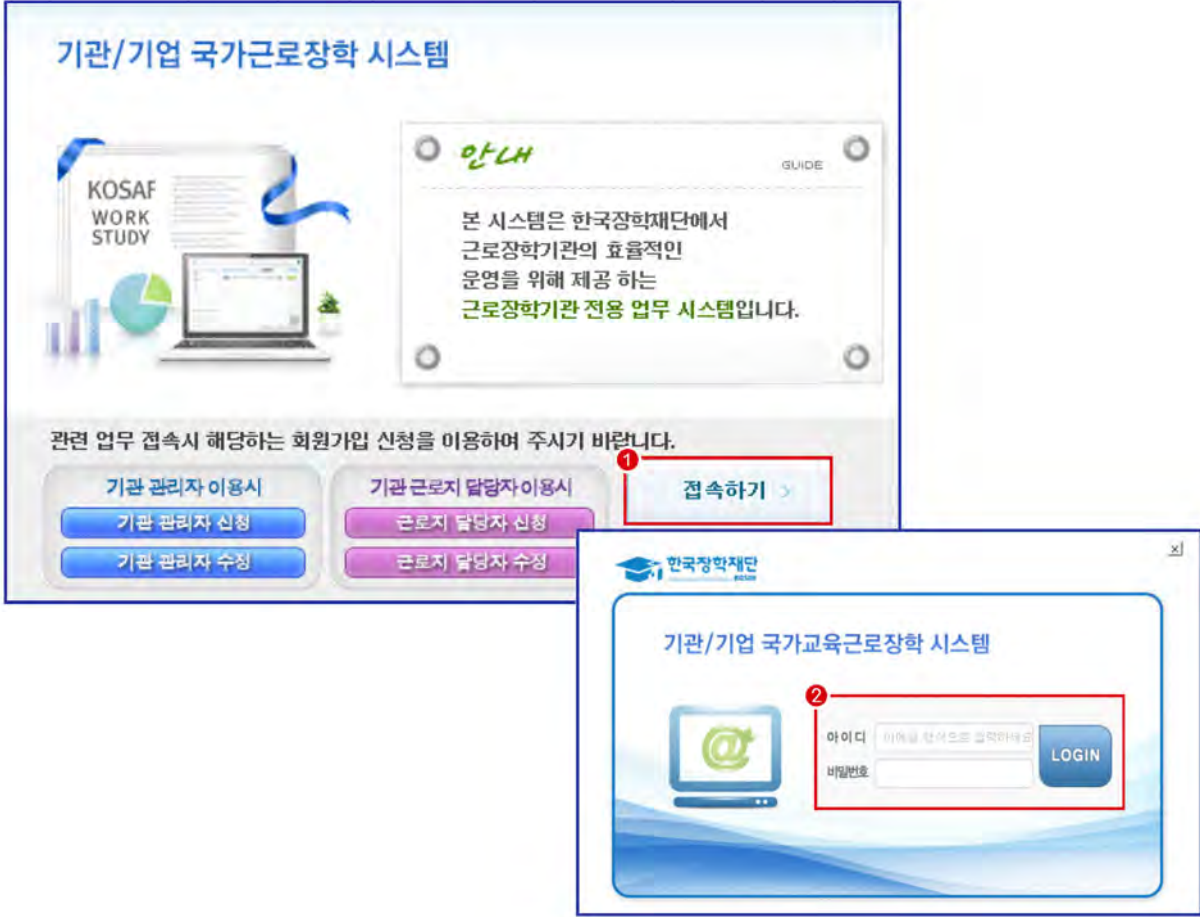 기관/기업 국가근로장학 시스템
KOSAF
WORK
STUDY
안내
GUIDE
본 시스템은 한국장학재단에서
근로장학기관의 효율적인
운영을 위해 제공 하는
근로장학기관 전용 업무 시스템입니다.
관련 업무 접속시 해당하는 회원가입 신청을 이용하여 주시기 바랍니다.
기관 관리자 이용시
기관 관리자 신청
기관 관리자 수정
기관 근로지 담당자 이용시
근로지 담당자 신청
근로지 담당자 수정
1
접속하기 >
x
한국장학재단
기관/기업 국가교육근로장학 시스템
2
아이디
비밀번호
LOGIN